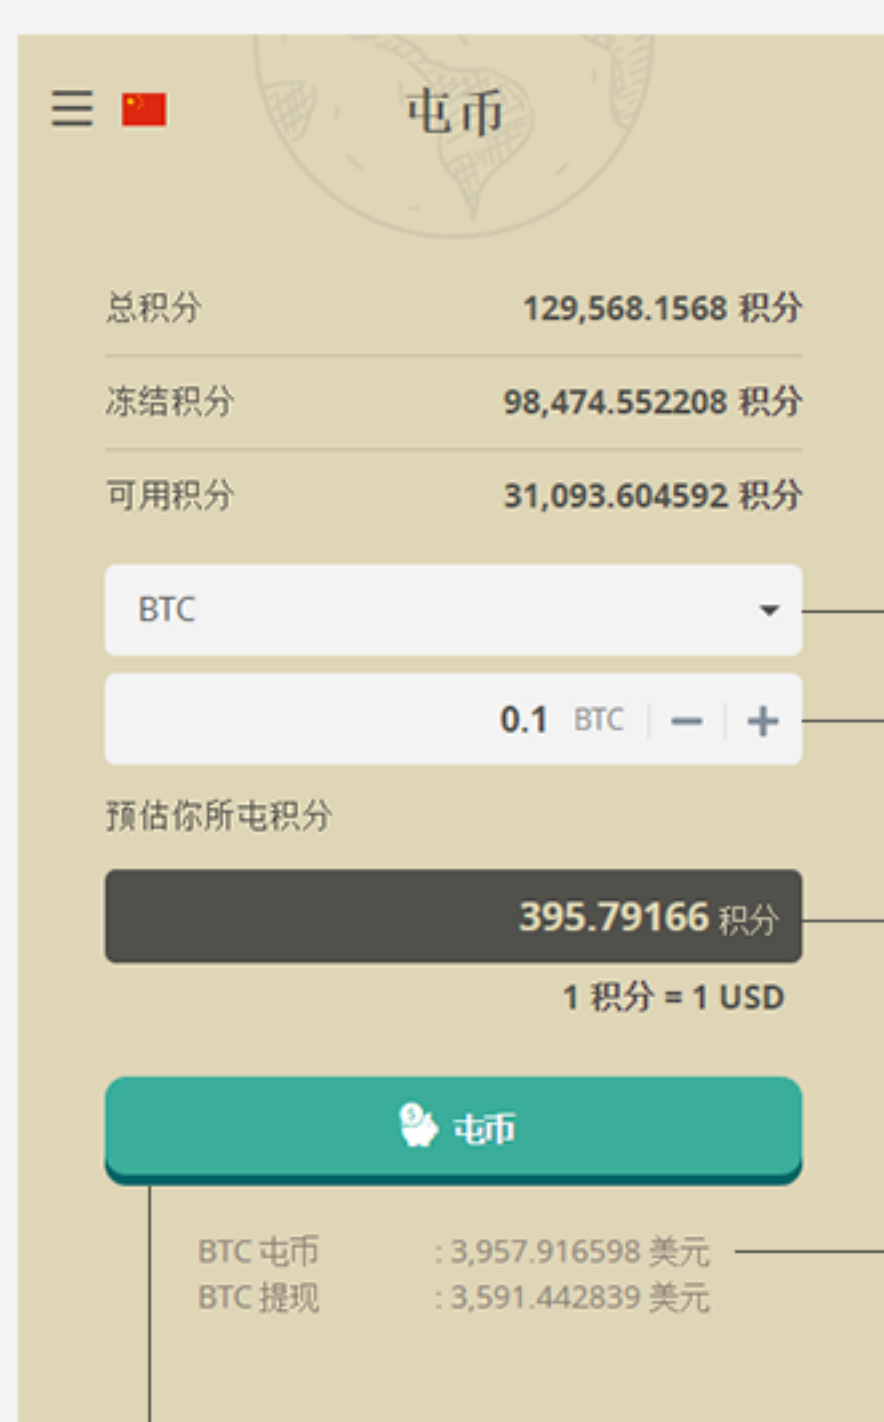 屯币
总积分 129,568.1568 积分
冻结积分 98,474.552208 积分
可用积分 31,093.604592 积分
BTC
0.1 BTC − +
预估你所屯积分
395.79166 积分
1 积分 = 1 USD
屯币
BTC 屯币 : 3,957.916598 美元
BTC 提现 : 3,591.442839 美元